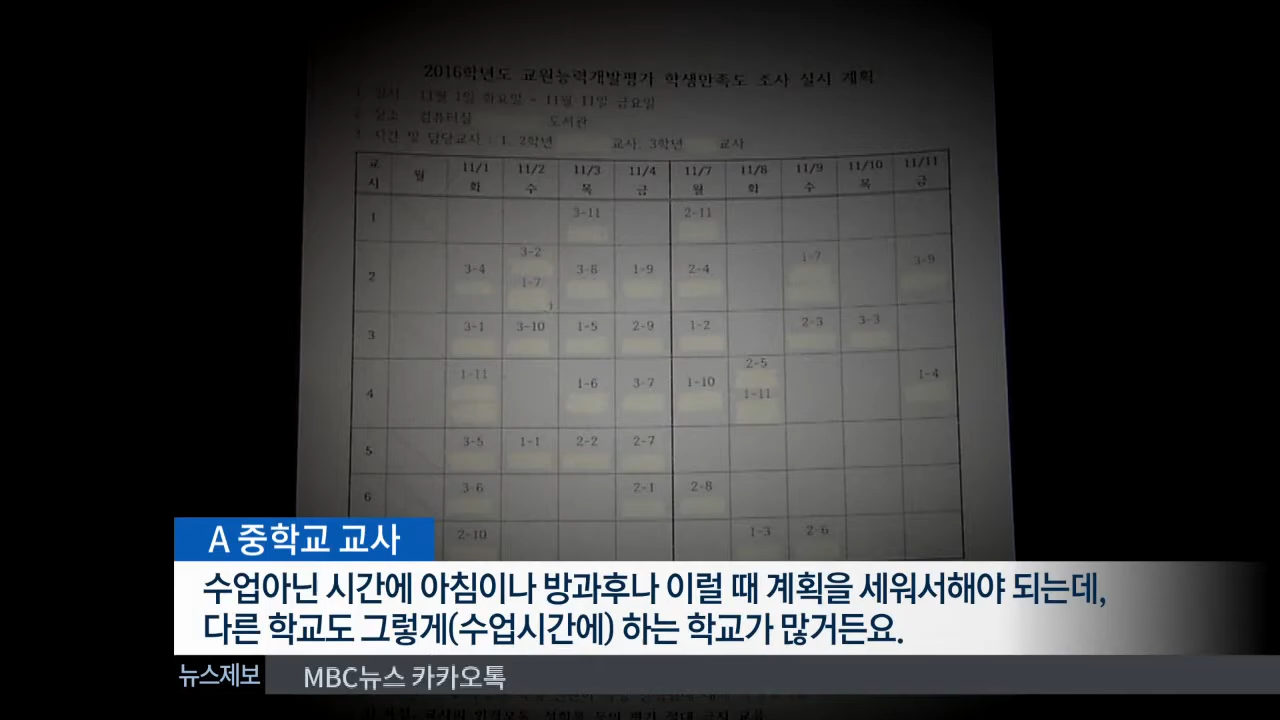 2016학년도 교원능력개발평가 학생만족도 조사 실시 계획
1. 일시 11월 1일 화요일 - 11월 11일 금요일
2. 장소 컴퓨터실 도서관
3. 시간 및 담당교사 : 1, 2학년 교사, 3학년 교사
교시 월 11/1 화 11/2 수 11/3 목 11/4 금 11/7 월 11/8 화 11/9 수 11/10 목 11/11 금
1 3-11 2-11
2 3-4 3-2 1-7 3-8 1-9 2-4 1-7 3-9
3 3-1 3-10 1-5 2-9 1-2 2-3 3-3
4 1-11 1-6 3-7 1-10 2-5 1-11 1-4
5 3-5 1-1 2-2 2-7
6 3-6 2-1 2-8
2-10 1-3 2-6
A 중학교 교사
수업아닌 시간에 아침이나 방과후나 이럴 때 계획을 세워서해야 되는데,
다른 학교도 그렇게(수업시간에) 하는 학교가 많거든요.
뉴스제보 MBC뉴스 카카오톡